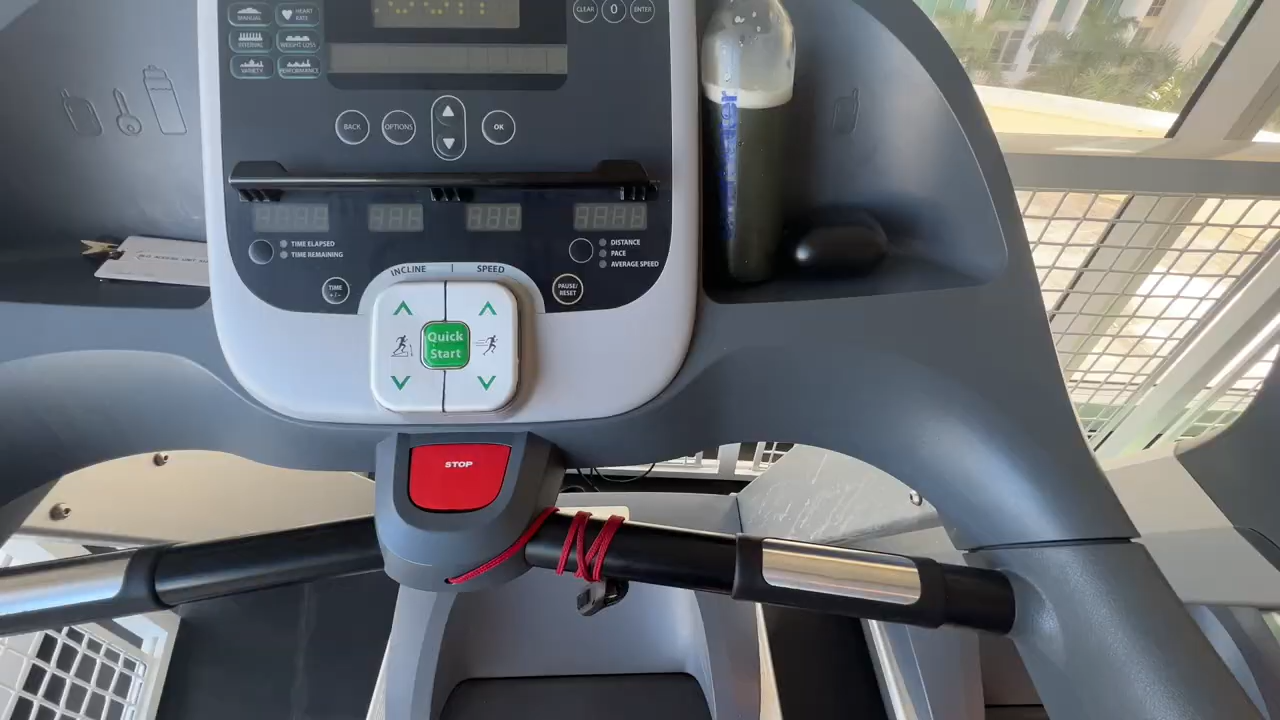 MANUAL
HEART
RATE
INTERVAL
WEIGHT LOSS
VARIETY
PERFORMANCE
CLEAR
0
ENTER
BACK
OPTIONS
OK
TIME ELAPSED
TIME REMAINING
DISTANCE
PACE
AVERAGE SPEED
TIME
+/-
INCLINE
SPEED
PAUSE/
RESET
Quick
Start
STOP